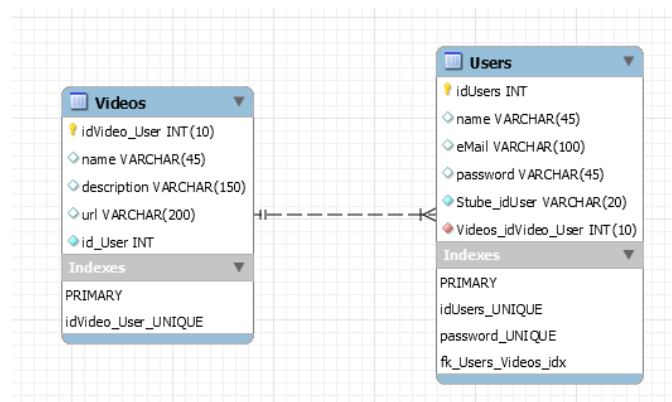 Videos
idVideo_User INT(10)
name VARCHAR(45)
description VARCHAR(150)
url VARCHAR(200)
id_User INT
Indexes
PRIMARY
idVideo_User_UNIQUE
Users
idUsers INT
name VARCHAR(45)
eMail VARCHAR(100)
password VARCHAR(45)
Stube_idUser VARCHAR(20)
Videos_idVideo_User INT(10)
Indexes
PRIMARY
idUsers_UNIQUE
password_UNIQUE
fk_Users_Videos_idx